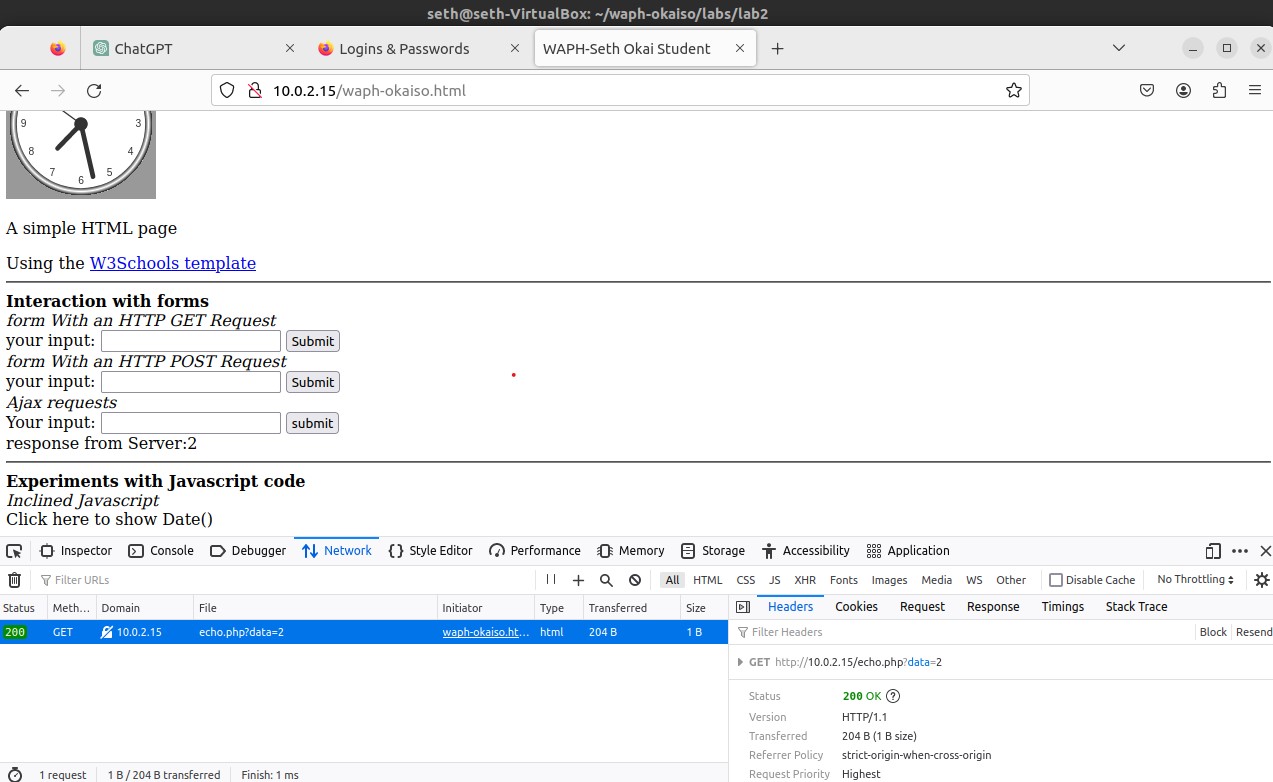 seth@seth-VirtualBox: ~/waph-okaiso/labs/lab2
ChatGPT
Logins & Passwords
WAPH-Seth Okai Student
10.0.2.15/waph-okaiso.html
9 3
8 4
7 6 5
A simple HTML page
Using the W3Schools template
Interaction with forms
form With an HTTP GET Request
your input: Submit
form With an HTTP POST Request
your input: Submit
Ajax requests
Your input: submit
response from Server:2
Experiments with Javascript code
Inclined Javascript
Click here to show Date()
Inspector Console Debugger Network Style Editor Performance Memory Storage Accessibility Application
Filter URLs All HTML CSS JS XHR Fonts Images Media WS Other Disable Cache No Throttling
Status Meth… Domain File Initiator Type Transferred Size
200 GET 10.0.2.15 echo.php?data=2 waph-okaiso.ht… html 204 B 1 B
Headers Cookies Request Response Timings Stack Trace
Filter Headers Block Resend
GET http://10.0.2.15/echo.php?data=2
Status 200 OK
Version HTTP/1.1
Transferred 204 B (1 B size)
Referrer Policy strict-origin-when-cross-origin
Request Priority Highest
1 request 1 B / 204 B transferred Finish: 1 ms